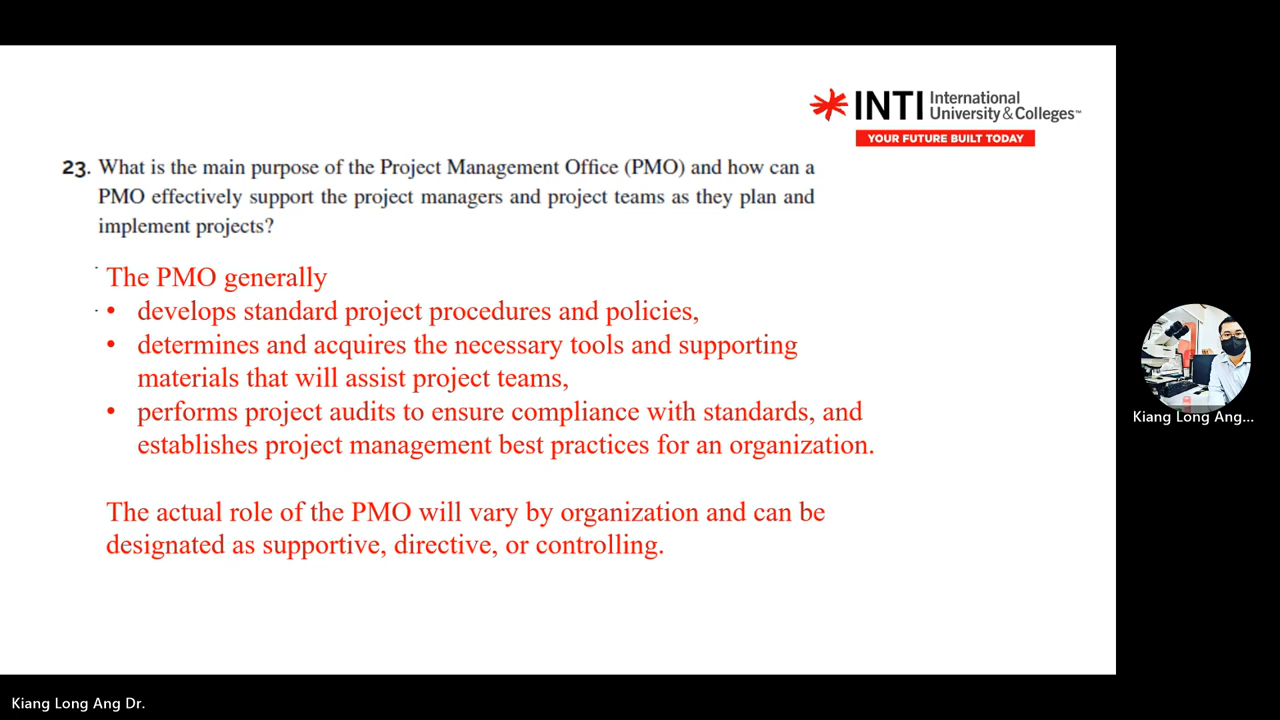 INTI International
University & Colleges™
YOUR FUTURE BUILT TODAY
23. What is the main purpose of the Project Management Office (PMO) and how can a
PMO effectively support the project managers and project teams as they plan and
implement projects?
The PMO generally
• develops standard project procedures and policies,
• determines and acquires the necessary tools and supporting
materials that will assist project teams,
• performs project audits to ensure compliance with standards, and
establishes project management best practices for an organization.
The actual role of the PMO will vary by organization and can be
designated as supportive, directive, or controlling.
Kiang Long Ang...
Kiang Long Ang Dr.